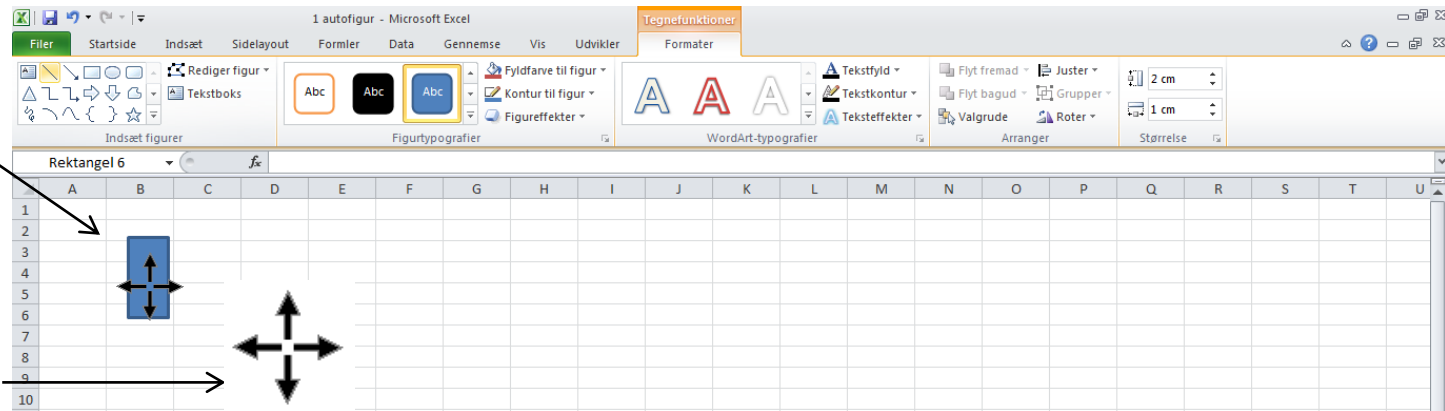 1 autofigur - Microsoft Excel
Tegnefunktioner
Filer Startside Indsæt Sidelayout Formler Data Gennemse Vis Udvikler Formater
Rediger figur
Tekstboks
Indsæt figurer
Abc Abc Abc
Fyldfarve til figur
Kontur til figur
Figureffekter
Figurtypografier
A A A
Tekstfyld
Tekstkontur
Teksteffekter
WordArt-typografier
Flyt fremad
Flyt bagud
Valgrude
Juster
Grupper
Roter
Arranger
2 cm
1 cm
Størrelse
Rektangel 6
fx
A B C D E F G H I J K L M N O P Q R S T U
1
2
3
4
5
6
7
8
9
10